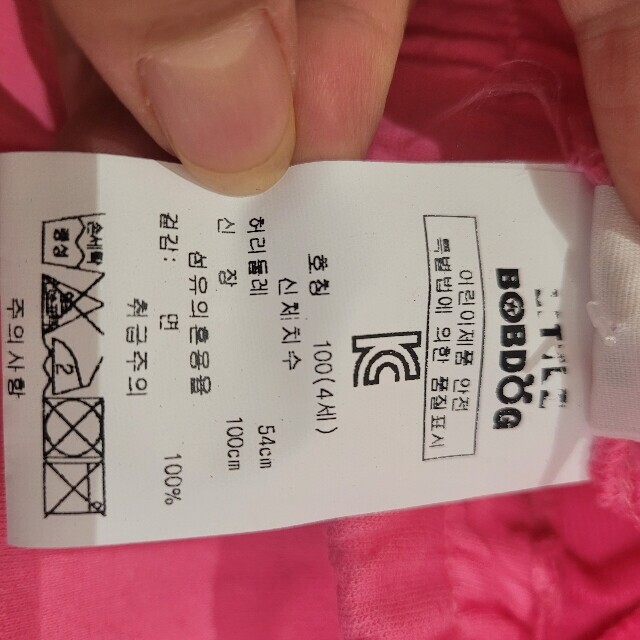 LITTLE
BOBDOG
어린이제품 안전
특별법에 의한 품질표시
호칭 100(4세)
신체치수
허리둘레 54cm
신장 100cm
섬유의혼용율
겉감: 면 100%
취급주의
손세탁
중성
2
주의사항